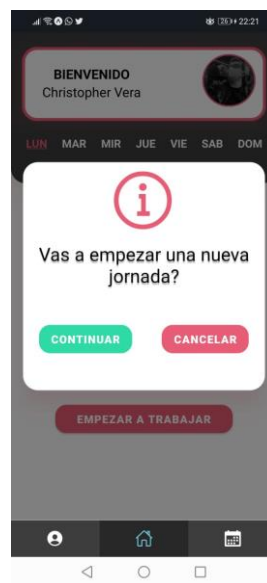 26 22:21
BIENVENIDO
Christopher Vera
LUN MAR MIR JUE VIE SAB DOM
i
Vas a empezar una nueva
jornada?
CONTINUAR CANCELAR
EMPEZAR A TRABAJAR